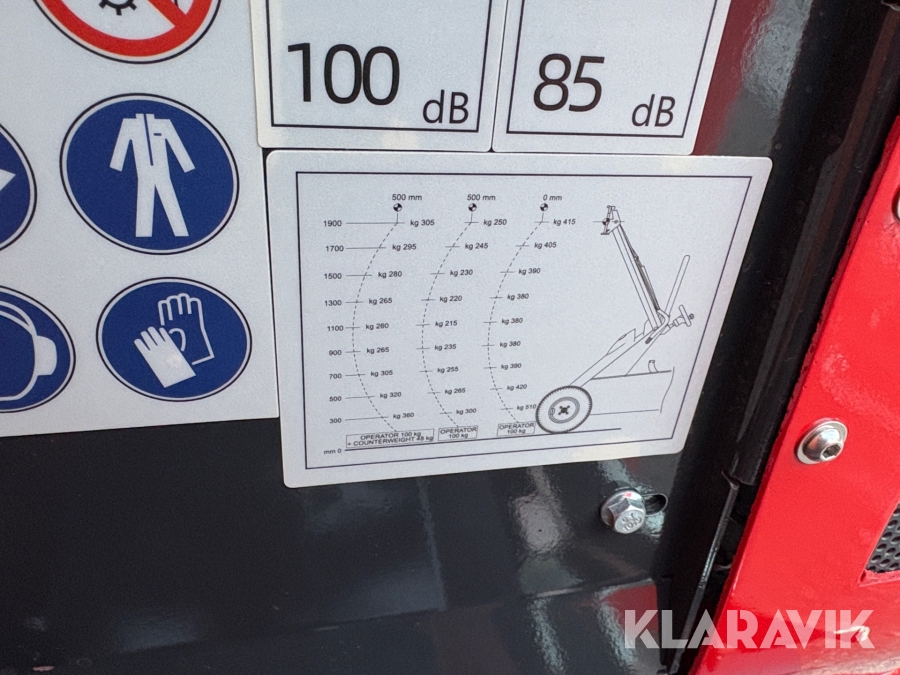 100 dB
85 dB
500 mm 500 mm 0 mm
1900 kg 305 kg 250 kg 415
1700 kg 295 kg 245 kg 405
1500 kg 280 kg 230 kg 390
1300 kg 265 kg 220 kg 380
1100 kg 260 kg 215 kg 380
900 kg 265 kg 235 kg 380
700 kg 305 kg 255 kg 390
500 kg 320 kg 265 kg 420
300 kg 360 kg 300 kg 510
OPERATOR 100 kg
+ COUNTERWEIGHT 48 kg
OPERATOR
100 kg
OPERATOR
100 kg
mm 0
KLARAVIK